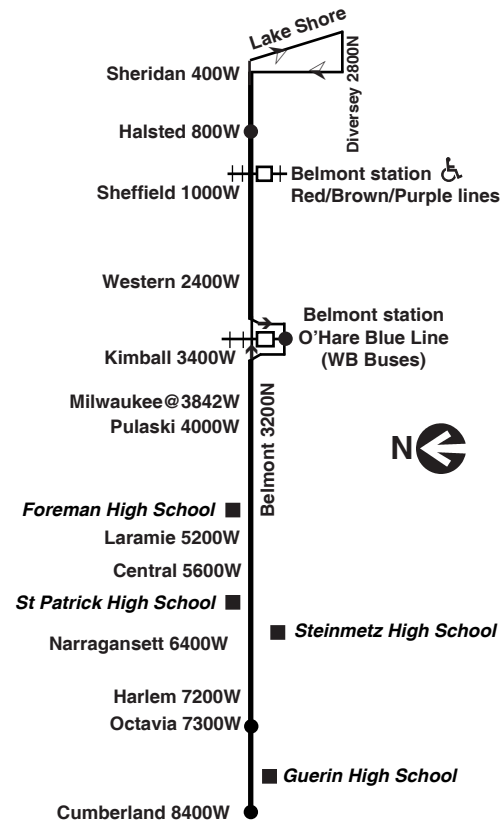 Lake Shore
Sheridan 400W
Diversey 2800N
Halsted 800W
Belmont station
Red/Brown/Purple lines
Sheffield 1000W
Western 2400W
Belmont station
O'Hare Blue Line
(WB Buses)
Kimball 3400W
Milwaukee@3842W
Pulaski 4000W
Belmont 3200N
N
Foreman High School
Laramie 5200W
Central 5600W
St Patrick High School
Steinmetz High School
Narragansett 6400W
Harlem 7200W
Octavia 7300W
Guerin High School
Cumberland 8400W